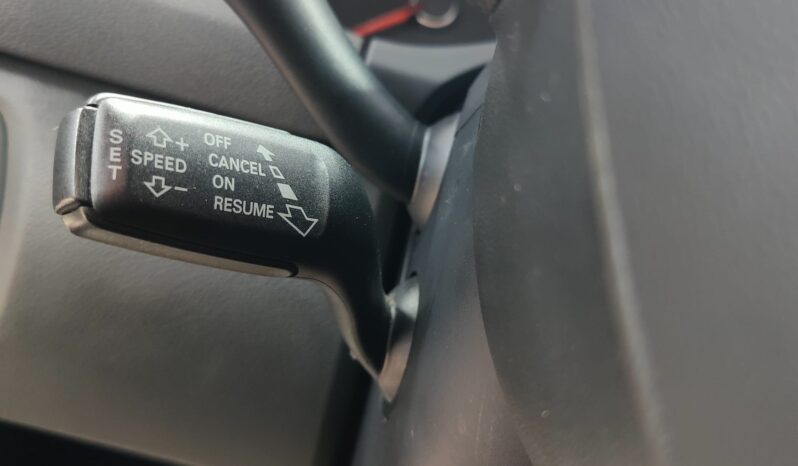 SET
SPEED
+
-
OFF
CANCEL
ON
RESUME